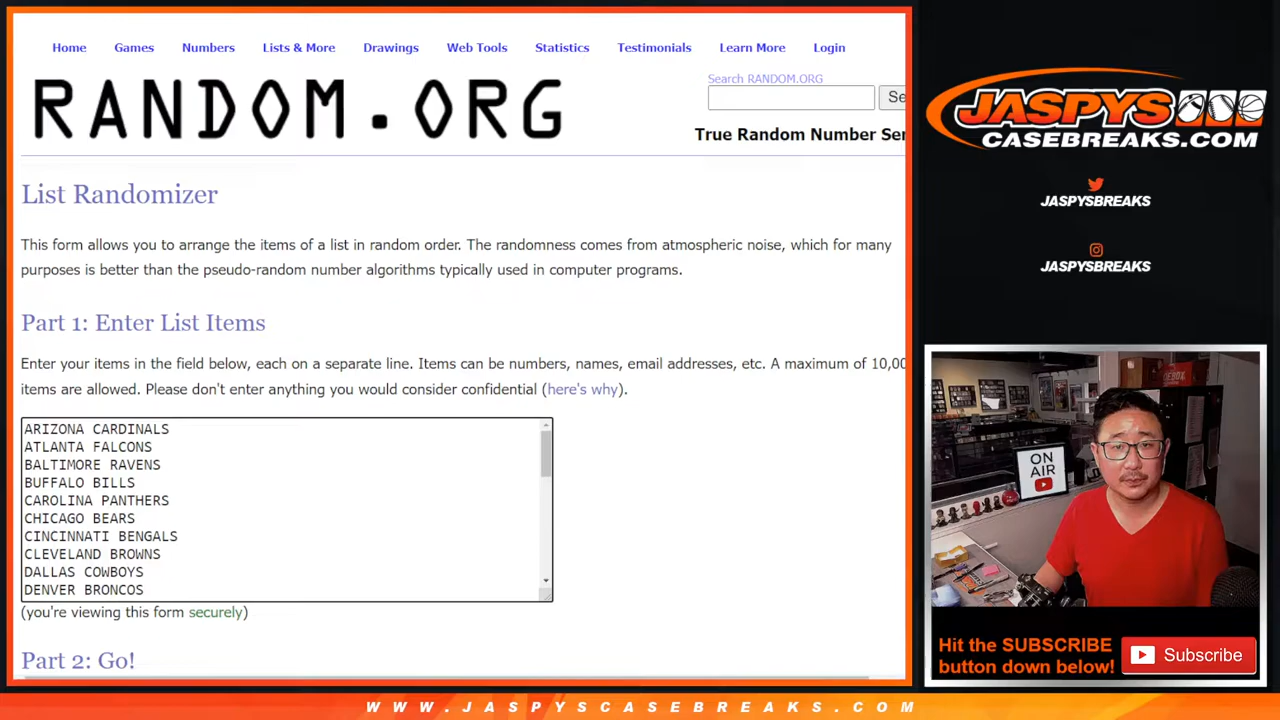 Home Games Numbers Lists & More Drawings Web Tools Statistics Testimonials Learn More Login
RANDOM.ORG
Search RANDOM.ORG
Se
True Random Number Ser
List Randomizer
This form allows you to arrange the items of a list in random order. The randomness comes from atmospheric noise, which for many
purposes is better than the pseudo-random number algorithms typically used in computer programs.
Part 1: Enter List Items
Enter your items in the field below, each on a separate line. Items can be numbers, names, email addresses, etc. A maximum of 10,00
items are allowed. Please don't enter anything you would consider confidential (here's why).
ARIZONA CARDINALS
ATLANTA FALCONS
BALTIMORE RAVENS
BUFFALO BILLS
CAROLINA PANTHERS
CHICAGO BEARS
CINCINNATI BENGALS
CLEVELAND BROWNS
DALLAS COWBOYS
DENVER BRONCOS
(you're viewing this form securely)
Part 2: Go!
JASPYS
CASEBREAKS.COM
JASPYSBREAKS
JASPYSBREAKS
ON
AIR
Hit the SUBSCRIBE
button down below!
Subscribe
WWW.JASPYSCASEBREAKS.COM